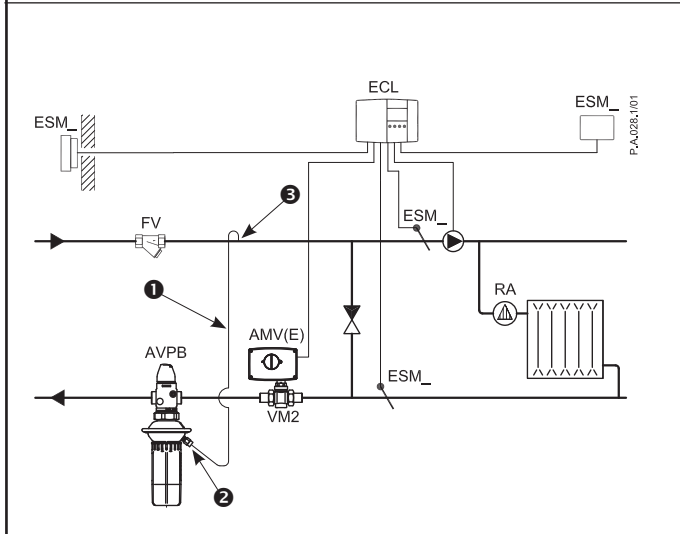 ECL
ESM_
ESM_
P.A.028.1/01
❸
ESM_
FV
❶
RA
AMV(E)
AVPB
ESM_
VM2
❷